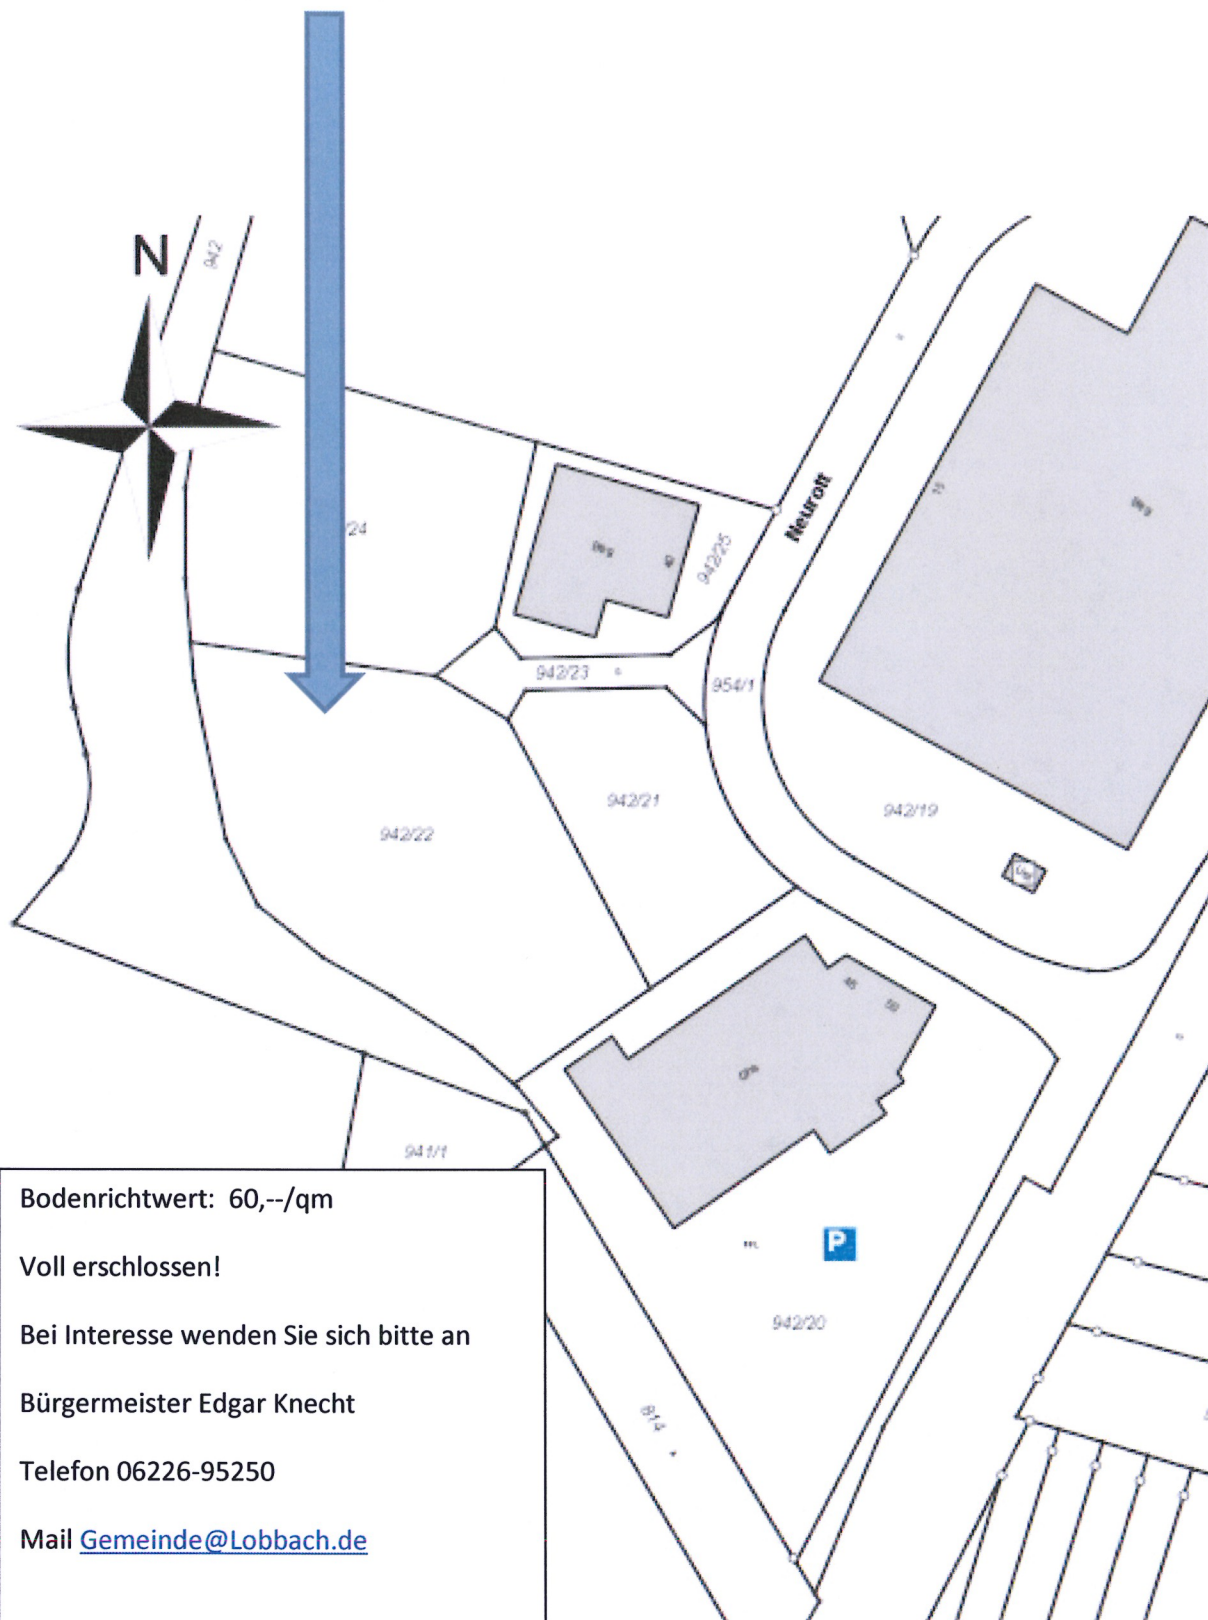 N
942
/24
942/25
Neurott
942/23
954/1
942/21
942/19
942/22
941/1
P
942/20
814
Bodenrichtwert: 60,--/qm
Voll erschlossen!
Bei Interesse wenden Sie sich bitte an
Bürgermeister Edgar Knecht
Telefon 06226-95250
Mail Gemeinde@Lobbach.de